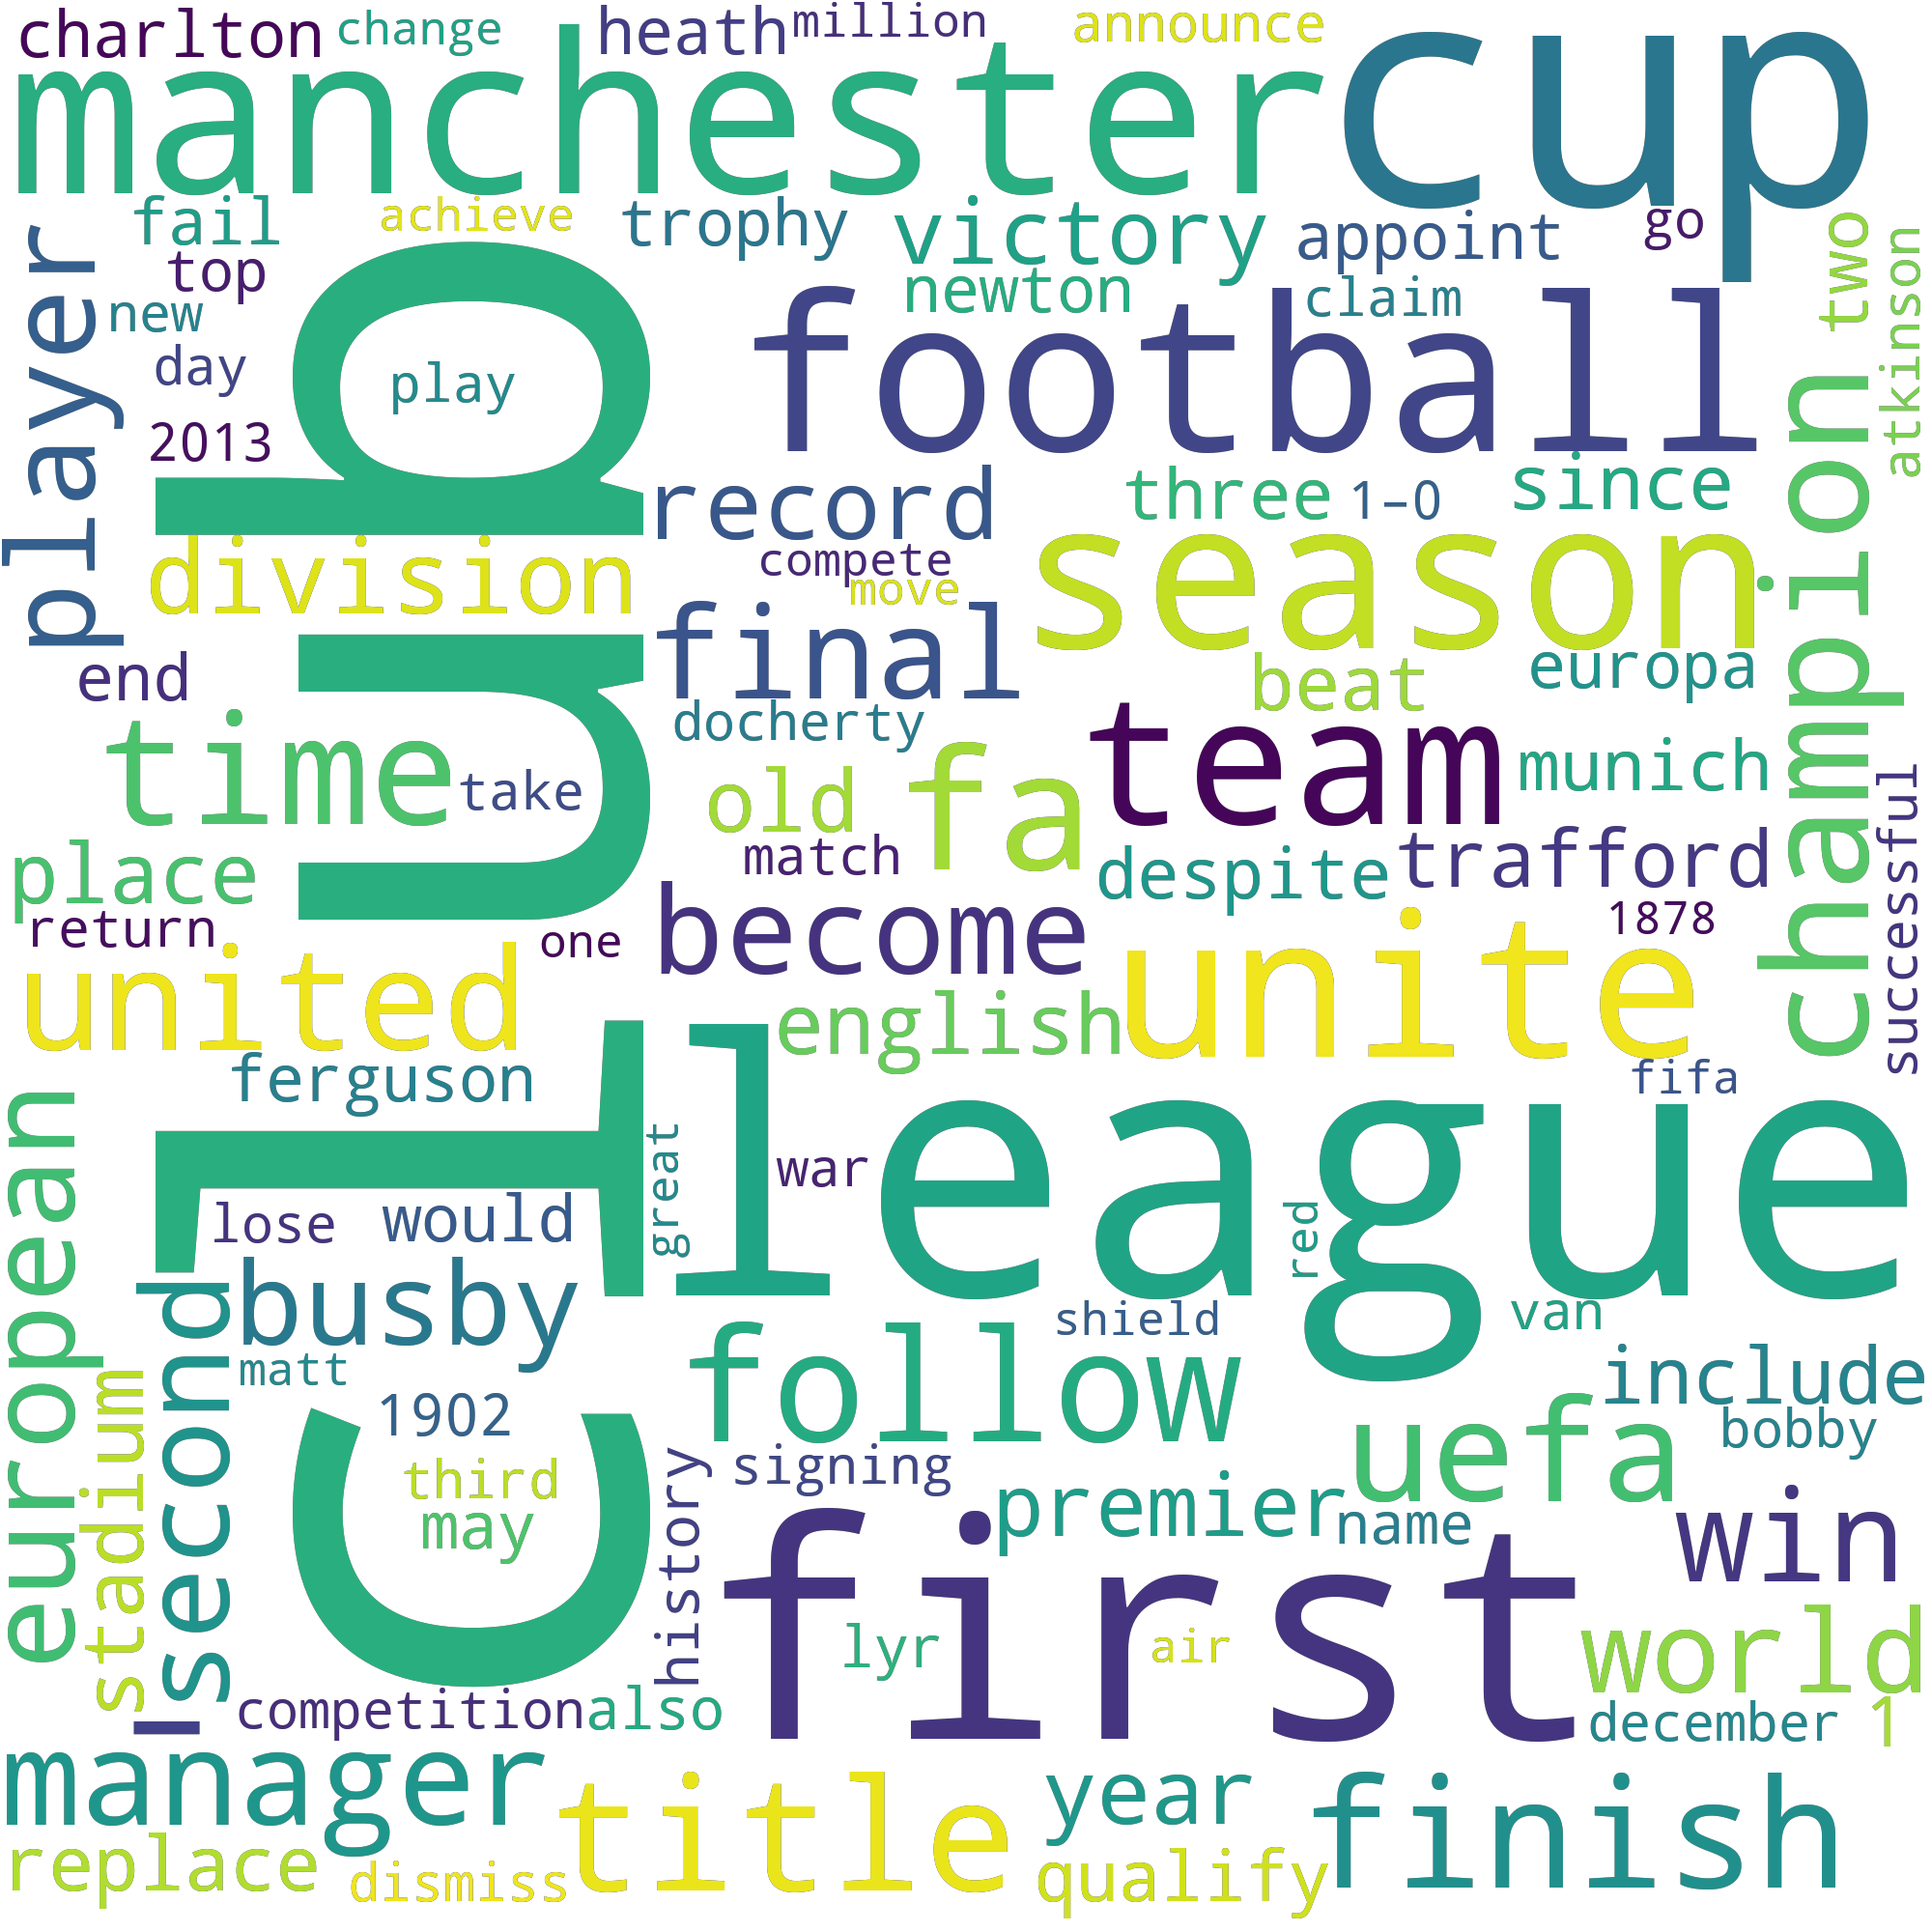 charlton
change
heath
million
announce
manchester
cup
fail
achieve
trophy
victory
appoint
go
two
atkinson
player
top
new
newton
claim
day
play
football
champion
2013
club
record
three
1–0
since
division
compete
move
season
final
end
docherty
beat
europa
time
take
old
fa
team
munich
successful
place
match
despite
trafford
return
one
become
1878
united
english
unite
ferguson
great
war
league
fifa
red
european
lose
would
second
busby
shield
van
matt
follow
include
stadium
1902
bobby
third
may
history
signing
premier
name
uefa
win
lyr
air
first
world
l
competition
also
december
1
manager
title
year
finish
replace
dismiss
qualify